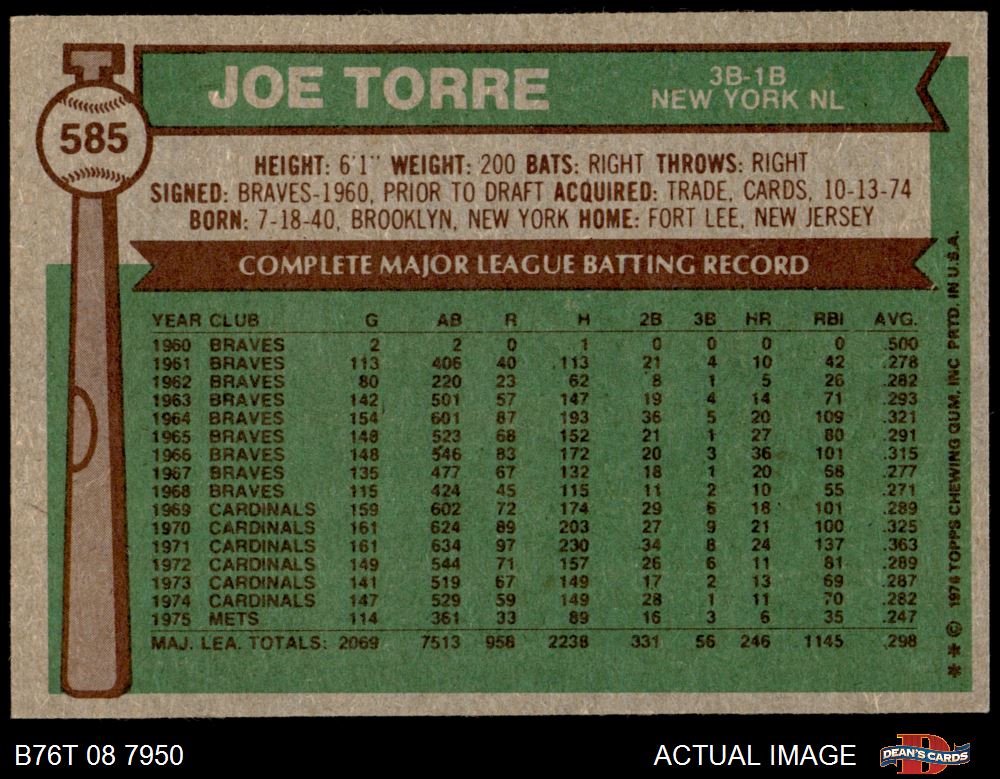 585
JOE TORRE
3B-1B
NEW YORK NL
HEIGHT: 6'1" WEIGHT: 200 BATS: RIGHT THROWS: RIGHT
SIGNED: BRAVES-1960, PRIOR TO DRAFT ACQUIRED: TRADE, CARDS, 10-13-74
BORN: 7-18-40, BROOKLYN, NEW YORK HOME: FORT LEE, NEW JERSEY
COMPLETE MAJOR LEAGUE BATTING RECORD
YEAR CLUB G AB R H 2B 3B HR RBI AVG.
1960 BRAVES 2 2 0 1 0 0 0 0 .500
1961 BRAVES 113 406 40 113 21 4 10 42 .278
1962 BRAVES 80 220 23 62 8 1 5 26 .282
1963 BRAVES 142 501 57 147 19 4 14 71 .293
1964 BRAVES 154 601 87 193 36 5 20 109 .321
1965 BRAVES 148 523 68 152 21 1 27 80 .291
1966 BRAVES 148 546 83 172 20 3 36 101 .315
1967 BRAVES 135 477 67 132 18 1 20 68 .277
1968 BRAVES 115 424 45 115 11 2 10 55 .271
1969 CARDINALS 159 602 72 174 29 6 18 101 .289
1970 CARDINALS 161 624 89 203 27 9 21 100 .325
1971 CARDINALS 161 634 97 230 34 8 24 137 .363
1972 CARDINALS 149 544 71 157 26 6 11 81 .289
1973 CARDINALS 141 519 67 149 17 2 13 69 .287
1974 CARDINALS 147 529 59 149 28 1 11 70 .282
1975 METS 114 361 33 89 16 3 6 35 .247
MAJ. LEA. TOTALS: 2069 7513 958 2238 331 56 246 1145 .298
* * © 1976 TOPPS CHEWING GUM, INC PRTD. IN U.S.A.
B76T 08 7950
ACTUAL IMAGE
DEAN'S CARDS